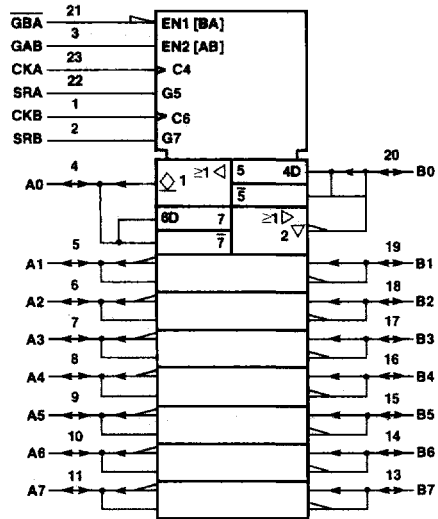 G̅B̅A̅ 21 EN1 [BA]
GAB 3 EN2 [AB]
CKA 23 C4
SRA 22 G5
CKB 1 C6
SRB 2 G7
A0 4 1 ≥1 5 4D 20 B0
5̅
6D 7 ≥1
7̅ 2
A1 5 19 B1
A2 6 18 B2
A3 7 17 B3
A4 8 16 B4
A5 9 15 B5
A6 10 14 B6
A7 11 13 B7